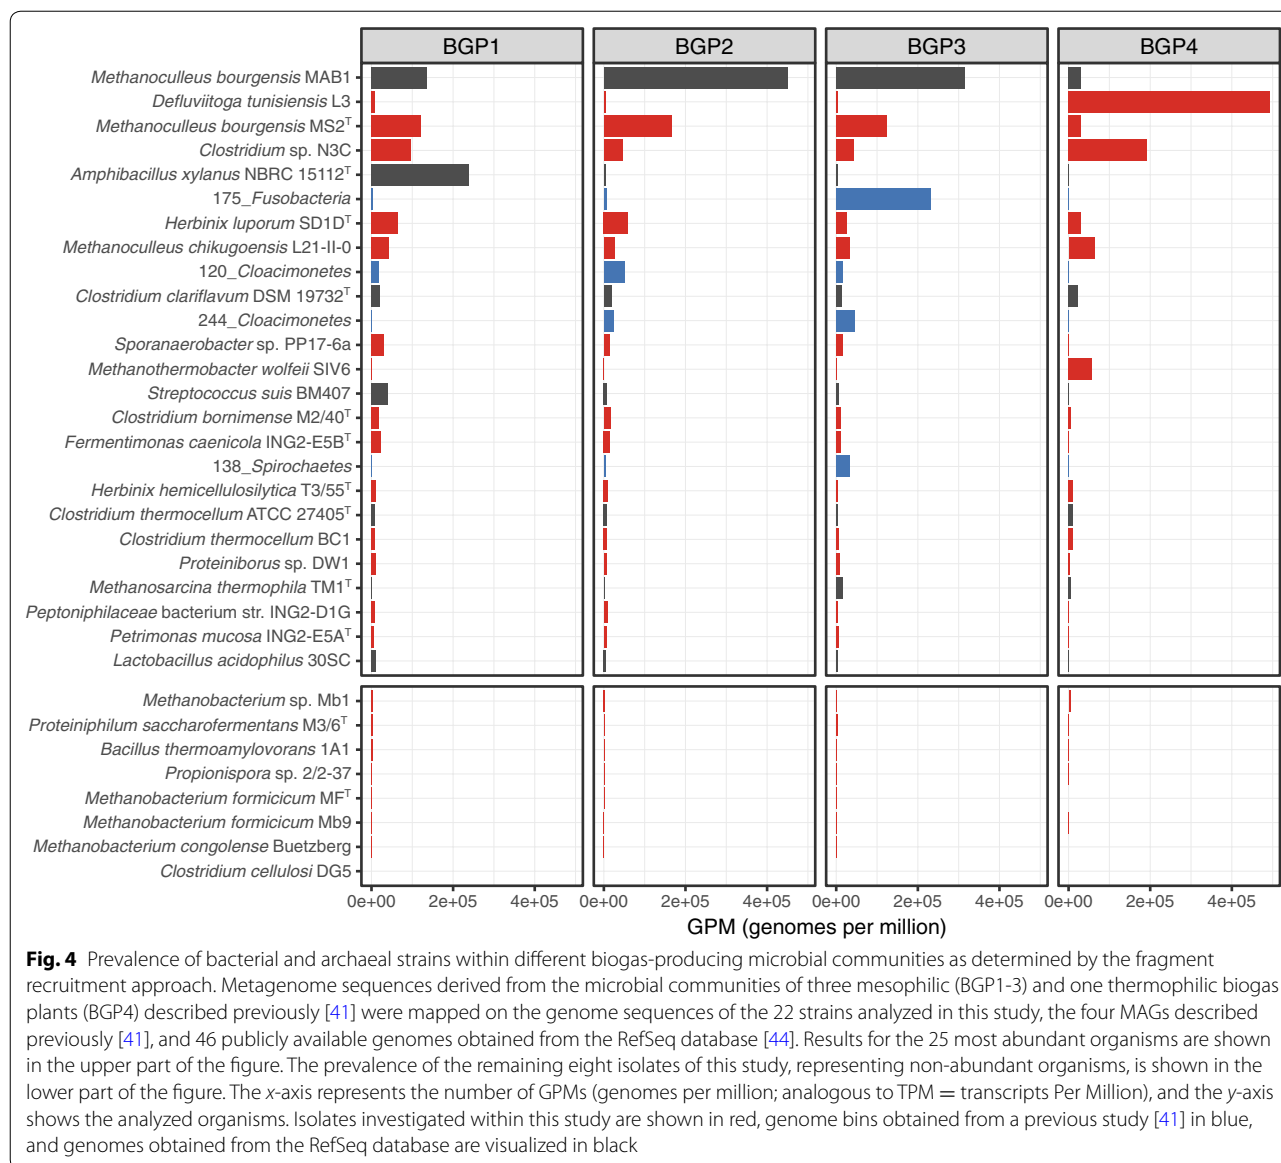 BGP1 BGP2 BGP3 BGP4
Methanoculleus bourgensis MAB1
Defluviitoga tunisiensis L3
Methanoculleus bourgensis MS2ᵀ
Clostridium sp. N3C
Amphibacillus xylanus NBRC 15112ᵀ
175_Fusobacteria
Herbinix luporum SD1Dᵀ
Methanoculleus chikugoensis L21-II-0
120_Cloacimonetes
Clostridium clariflavum DSM 19732ᵀ
244_Cloacimonetes
Sporanaerobacter sp. PP17-6a
Methanothermobacter wolfeii SIV6
Streptococcus suis BM407
Clostridium bornimense M2/40ᵀ
Fermentimonas caenicola ING2-E5Bᵀ
138_Spirochaetes
Herbinix hemicellulosilytica T3/55ᵀ
Clostridium thermocellum ATCC 27405ᵀ
Clostridium thermocellum BC1
Proteiniborus sp. DW1
Methanosarcina thermophila TM1ᵀ
Peptoniphilaceae bacterium str. ING2-D1G
Petrimonas mucosa ING2-E5Aᵀ
Lactobacillus acidophilus 30SC
Methanobacterium sp. Mb1
Proteiniphilum saccharofermentans M3/6ᵀ
Bacillus thermoamylovorans 1A1
Propionispora sp. 2/2-37
Methanobacterium formicicum MFᵀ
Methanobacterium formicicum Mb9
Methanobacterium congolense Buetzberg
Clostridium cellulosi DG5
0e+00 2e+05 4e+05 0e+00 2e+05 4e+05 0e+00 2e+05 4e+05 0e+00 2e+05 4e+05
GPM (genomes per million)
Fig. 4 Prevalence of bacterial and archaeal strains within different biogas-producing microbial communities as determined by the fragment
recruitment approach. Metagenome sequences derived from the microbial communities of three mesophilic (BGP1-3) and one thermophilic biogas
plants (BGP4) described previously [41] were mapped on the genome sequences of the 22 strains analyzed in this study, the four MAGs described
previously [41], and 46 publicly available genomes obtained from the RefSeq database [44]. Results for the 25 most abundant organisms are shown
in the upper part of the figure. The prevalence of the remaining eight isolates of this study, representing non-abundant organisms, is shown in the
lower part of the figure. The x-axis represents the number of GPMs (genomes per million; analogous to TPM = transcripts Per Million), and the y-axis
shows the analyzed organisms. Isolates investigated within this study are shown in red, genome bins obtained from a previous study [41] in blue,
and genomes obtained from the RefSeq database are visualized in black